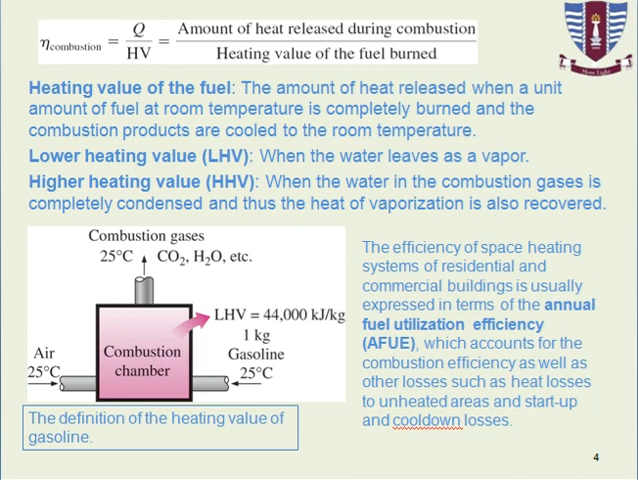 η_combustion = Q / HV = Amount of heat released during combustion / Heating value of the fuel burned
Heating value of the fuel: The amount of heat released when a unit
amount of fuel at room temperature is completely burned and the
combustion products are cooled to the room temperature.
Lower heating value (LHV): When the water leaves as a vapor.
Higher heating value (HHV): When the water in the combustion gases is
completely condensed and thus the heat of vaporization is also recovered.
Combustion gases
25°C CO₂, H₂O, etc.
LHV = 44,000 kJ/kg
1 kg
Gasoline
25°C
Air
25°C
Combustion
chamber
The definition of the heating value of
gasoline.
The efficiency of space heating
systems of residential and
commercial buildings is usually
expressed in terms of the annual
fuel utilization efficiency
(AFUE), which accounts for the
combustion efficiency as well as
other losses such as heat losses
to unheated areas and start-up
and cooldown losses.
4